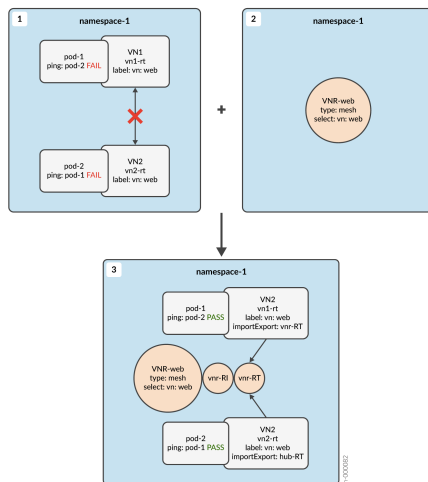 1
namespace-1
pod-1
ping: pod-2 FAIL
VN1
vn1-rt
label: vn: web
pod-2
ping: pod-1 FAIL
VN2
vn2-rt
label: vn: web
+
2
namespace-1
VNR-web
type: mesh
select: vn: web
3
namespace-1
pod-1
ping: pod-2 PASS
VN2
vn1-rt
label: vn: web
importExport: vnr-RT
VNR-web
type: mesh
select: vn: web
vnr-RI
vnr-RT
pod-2
ping: pod-1 PASS
VN2
vn2-rt
label: vn: web
importExport: hub-RT